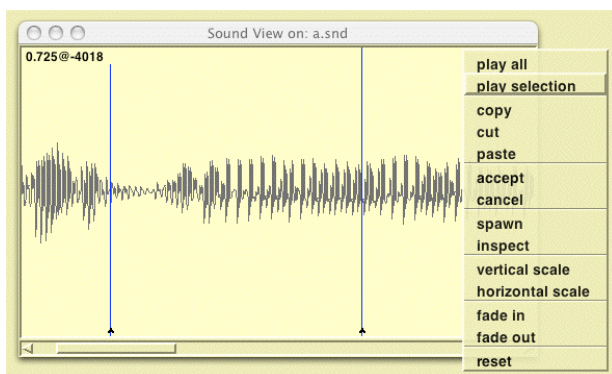 Sound View on: a.snd
0.725@-4018
play all
play selection
copy
cut
paste
accept
cancel
spawn
inspect
vertical scale
horizontal scale
fade in
fade out
reset